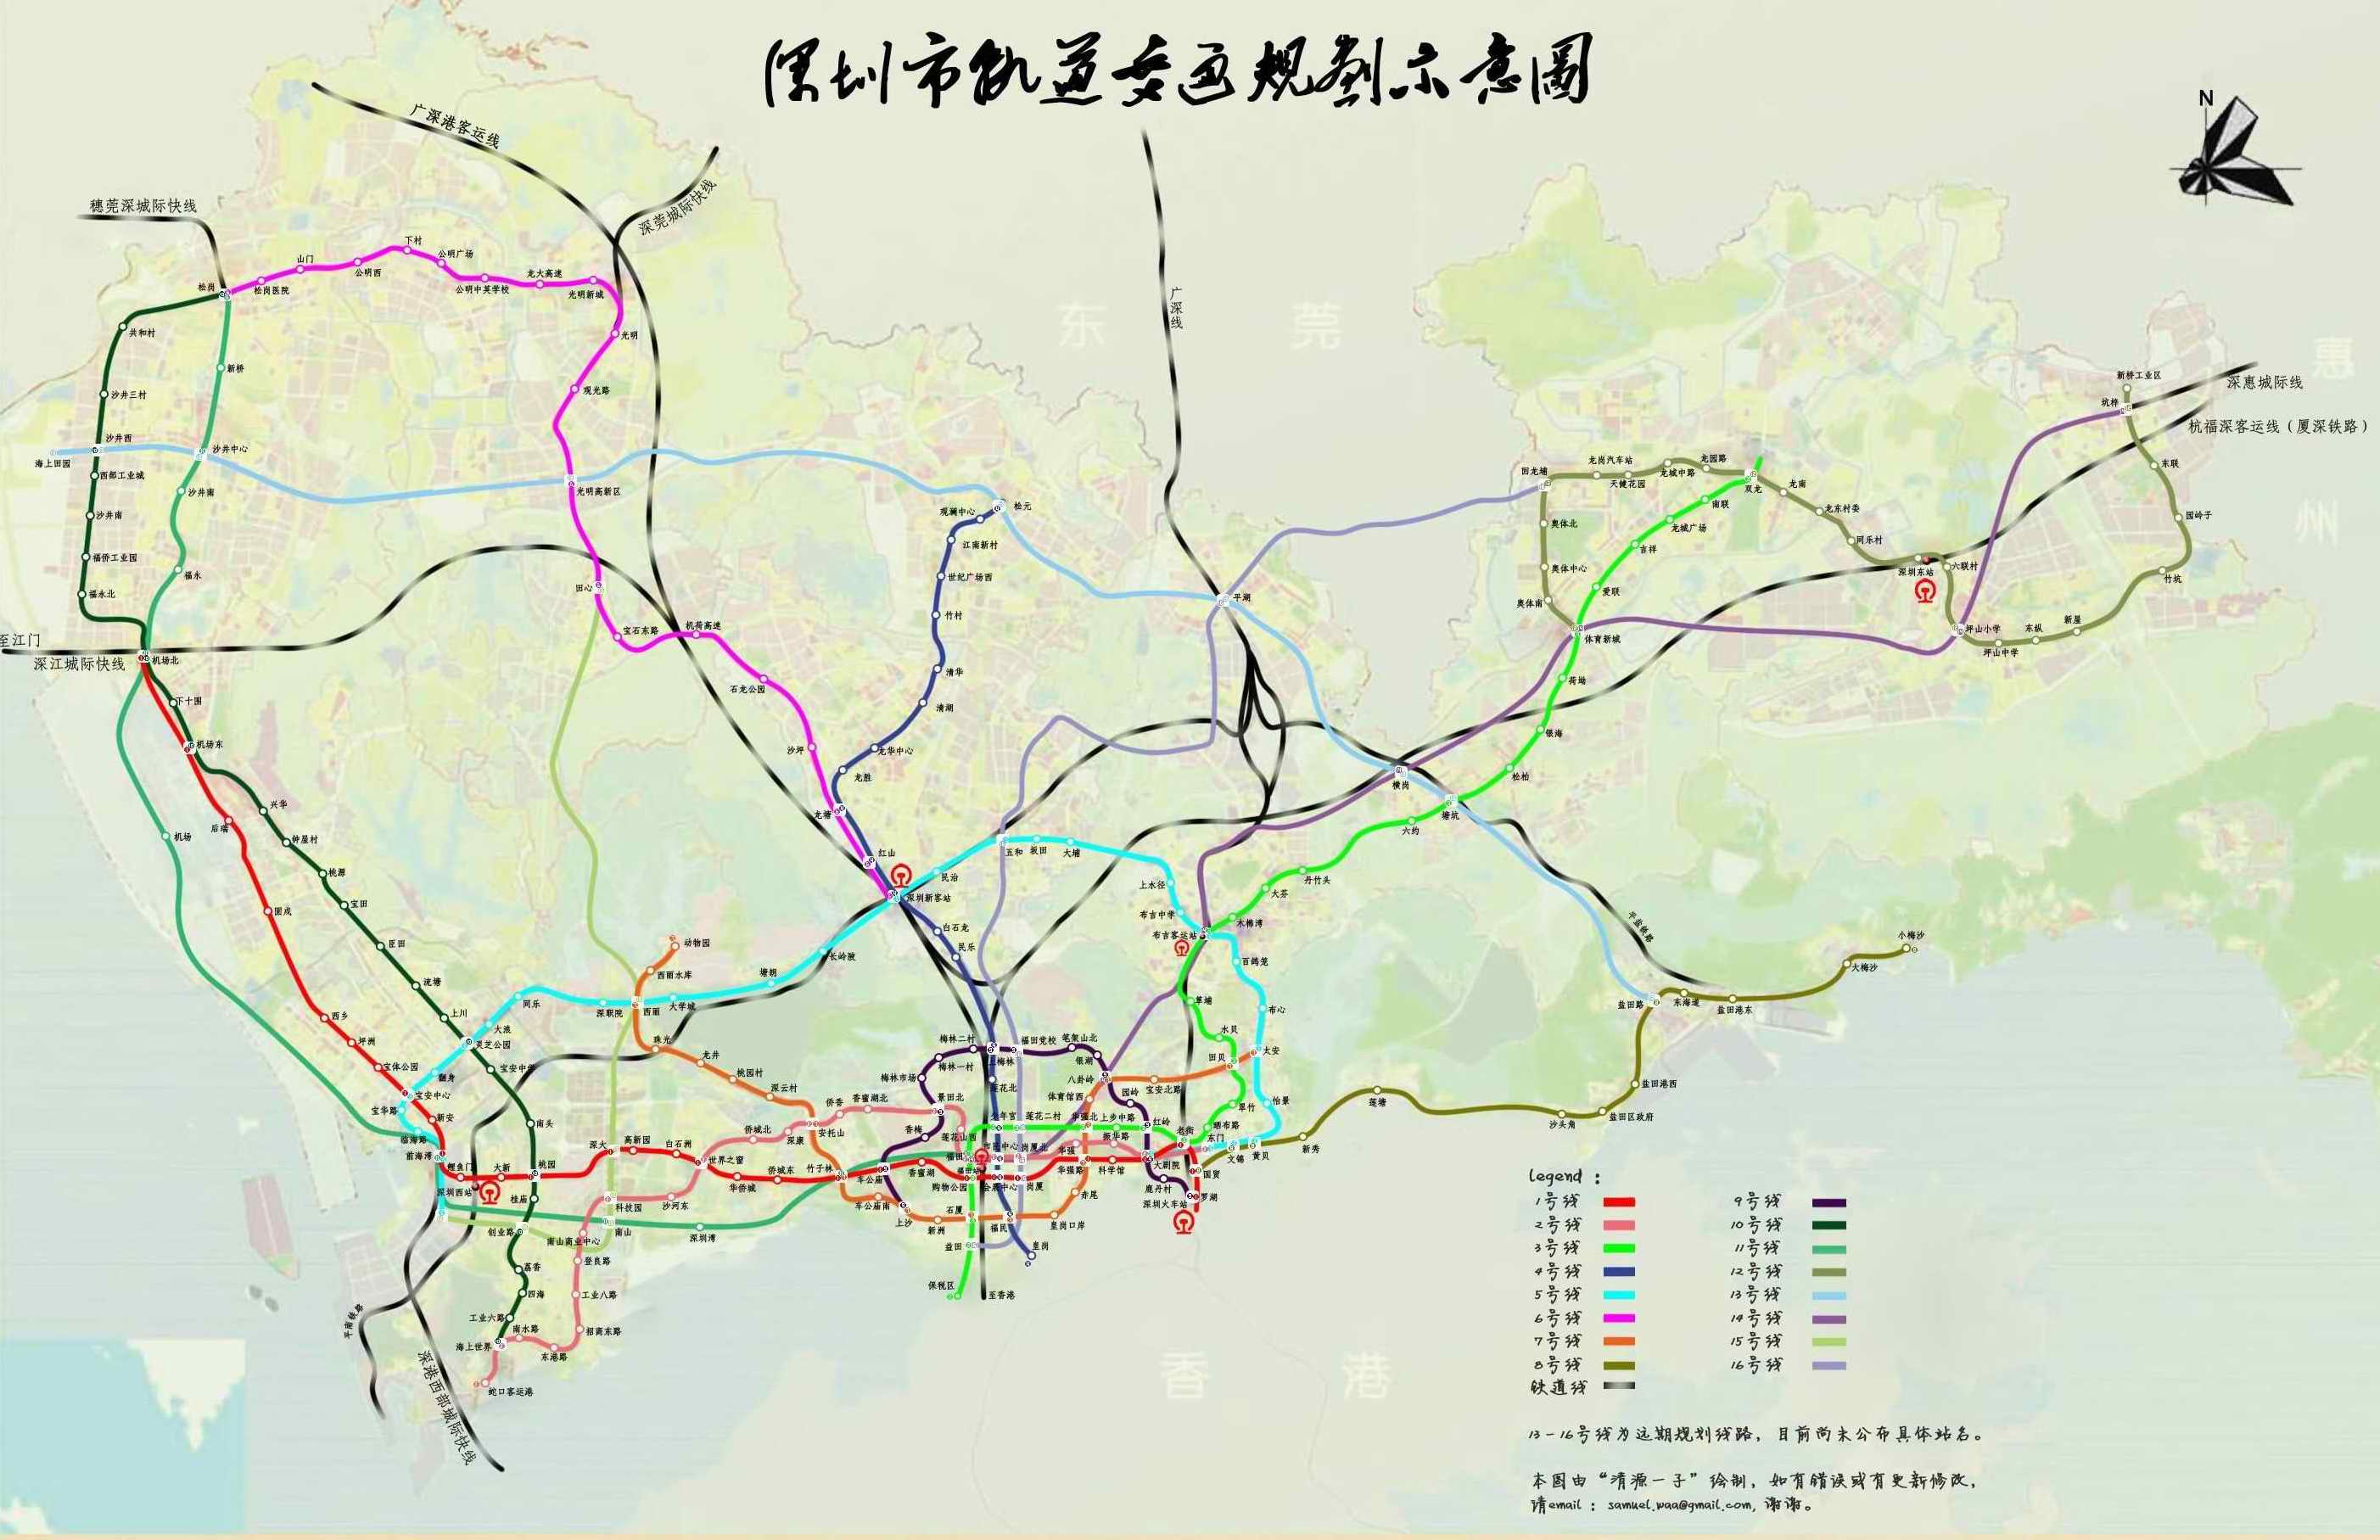 深圳市轨道交通规划示意图
N
广深港客运线
穗莞深城际快线
深莞城际快线
广深线
东 莞
惠
州
深惠城际线
杭福深客运线(厦深铁路)
至江门
深江城际快线
平盐铁路
平南铁路
深港西部城际快线
至香港
香 港
松岗
松岗医院
山门
公明西
下村
公明广场
公明中英学校
龙大高速
光明新城
光明
观光路
光明高新区
田心
宝石东路
机荷高速
石龙公园
沙坪
龙塘
红山
深圳新客站
共和村
沙井三村
沙井西
西部工业城
沙井南
福侨工业园
福永北
机场北
下十围
机场东
兴华
钟屋村
桃源
宝田
臣田
流塘
上川
灵芝公园
宝安中学
南头
桃园
桂庙
创业路
荔香
四海
工业六路
海上世界
新桥
沙井中心
沙井南
福永
机场
前海湾
南山
深圳湾
海上田园
后瑞
固戍
西乡
坪洲
宝体公园
宝安中心
新安
鲤鱼门
大新
深大
高新园
白石洲
世界之窗
华侨城
侨城东
竹子林
车公庙
香蜜湖
购物公园
会展中心
岗厦
华强路
科学馆
大剧院
老街
国贸
罗湖
深圳西站
深圳火车站
宝华路
临海路
翻身
大浪
同乐
深联院
西丽
大学城
塘朗
长岭陂
民治
五和
坂田
大埔
上水径
布吉中学
布吉客运站
百鸽笼
布心
太安
怡景
黄贝
文锦
东门
松元
观澜中心
江南新村
世纪广场西
竹村
清华
清湖
龙华中心
龙胜
白石龙
民乐
上梅林
莲花北
少年宫
市民中心
福民
皇岗
动物园
西丽水库
珠光
龙井
桃园村
深云村
安托山
车公庙南
上沙
新洲
石厦
皇岗口岸
赤尾
华强北
体育馆西
八卦岭
宝安北路
田贝
蛇口客运港
南水路
东港路
招商东路
工业八路
登良路
南山商业中心
科技园
沙河东
侨城北
深康
侨香
香蜜湖北
景田北
莲花山西
福田
福田站
岗厦北
华强
振华路
梅林二村
梅林一村
梅林市场
香梅
福田党校
笔架山北
银湖
园岭
红岭
鹿丹村
莲花二村
上步中路
保税区
益田
晒布路
翠竹
水贝
草埔
木棉湾
大芬
丹竹头
六约
塘坑
横岗
松柏
银海
荷坳
体育新城
爱联
吉祥
龙城广场
南联
双龙
平湖
回龙埔
龙岗汽车站
天健花园
龙城中路
龙园路
龙南
龙东村委
同乐村
深圳东站
六联村
坪山小学
坪山中学
东纵
新屋
竹坑
园岭子
东联
坑梓
新桥工业区
奥体北
奥体中心
奥体南
新秀
莲塘
沙头角
盐田区政府
盐田港西
盐田路
东海道
盐田港东
大梅沙
小梅沙
legend :
1号线
2号线
3号线
4号线
5号线
6号线
7号线
8号线
铁道线
9号线
10号线
11号线
12号线
13号线
14号线
15号线
16号线
13-16号线为远期规划线路,目前尚未公布具体站名。
本图由“清源一子”绘制,如有错误或有更新修改,
请email : samuel.waa@gmail.com, 谢谢。